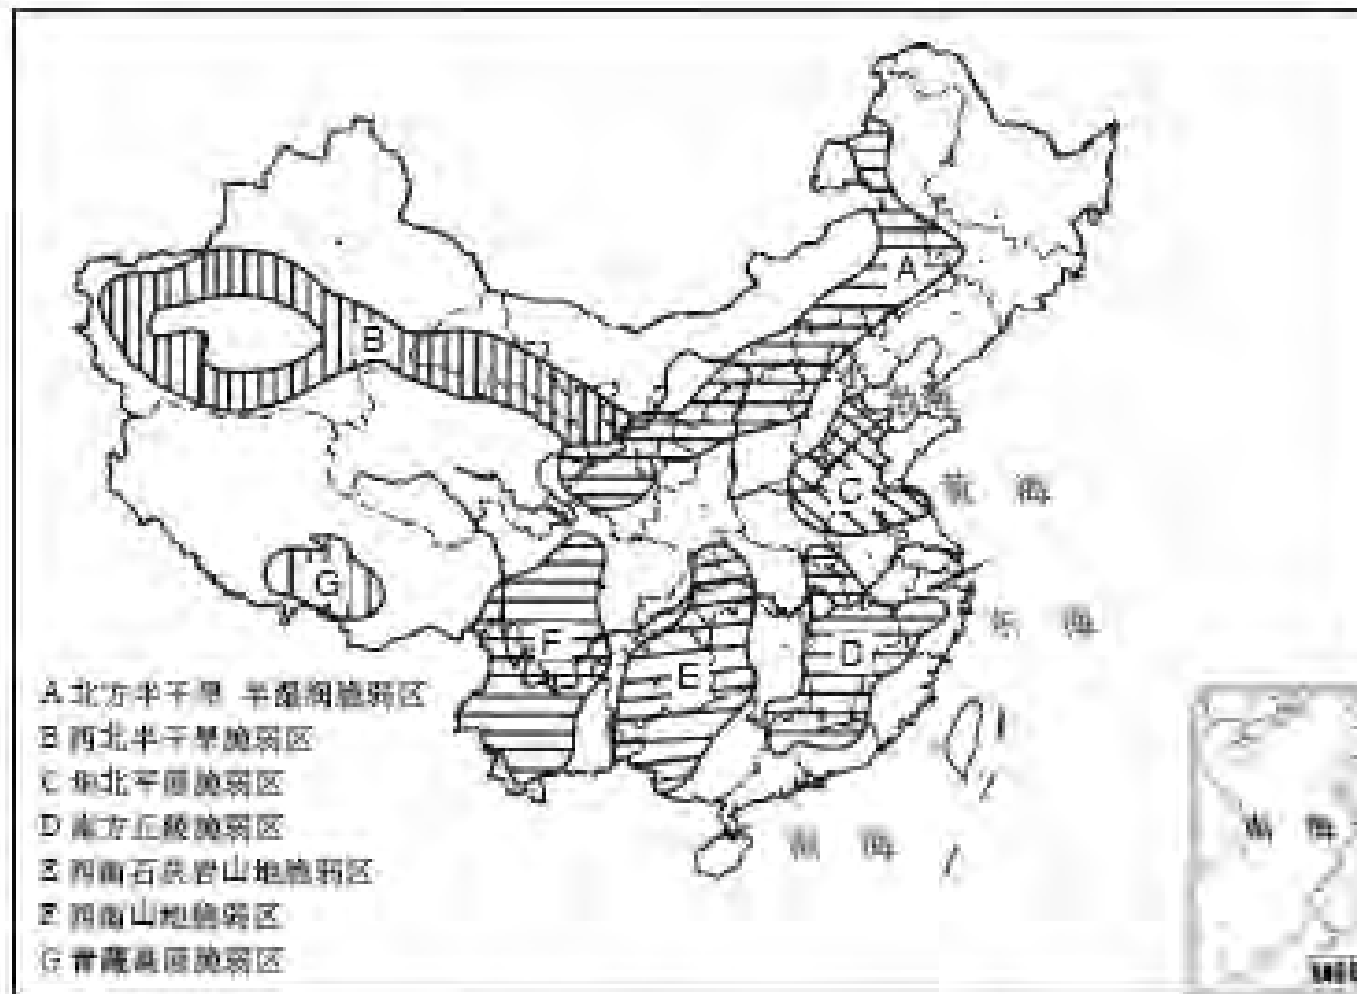 A
B
渤海
C
黄 海
G
F
E
D
东 海
南 海
A 北方半干旱 半湿润脆弱区
B 西北半干旱脆弱区
C 华北平原脆弱区
D 南方丘陵脆弱区
E 西南石灰岩山地脆弱区
F 西南山地脆弱区
G 青藏高原脆弱区
南 海